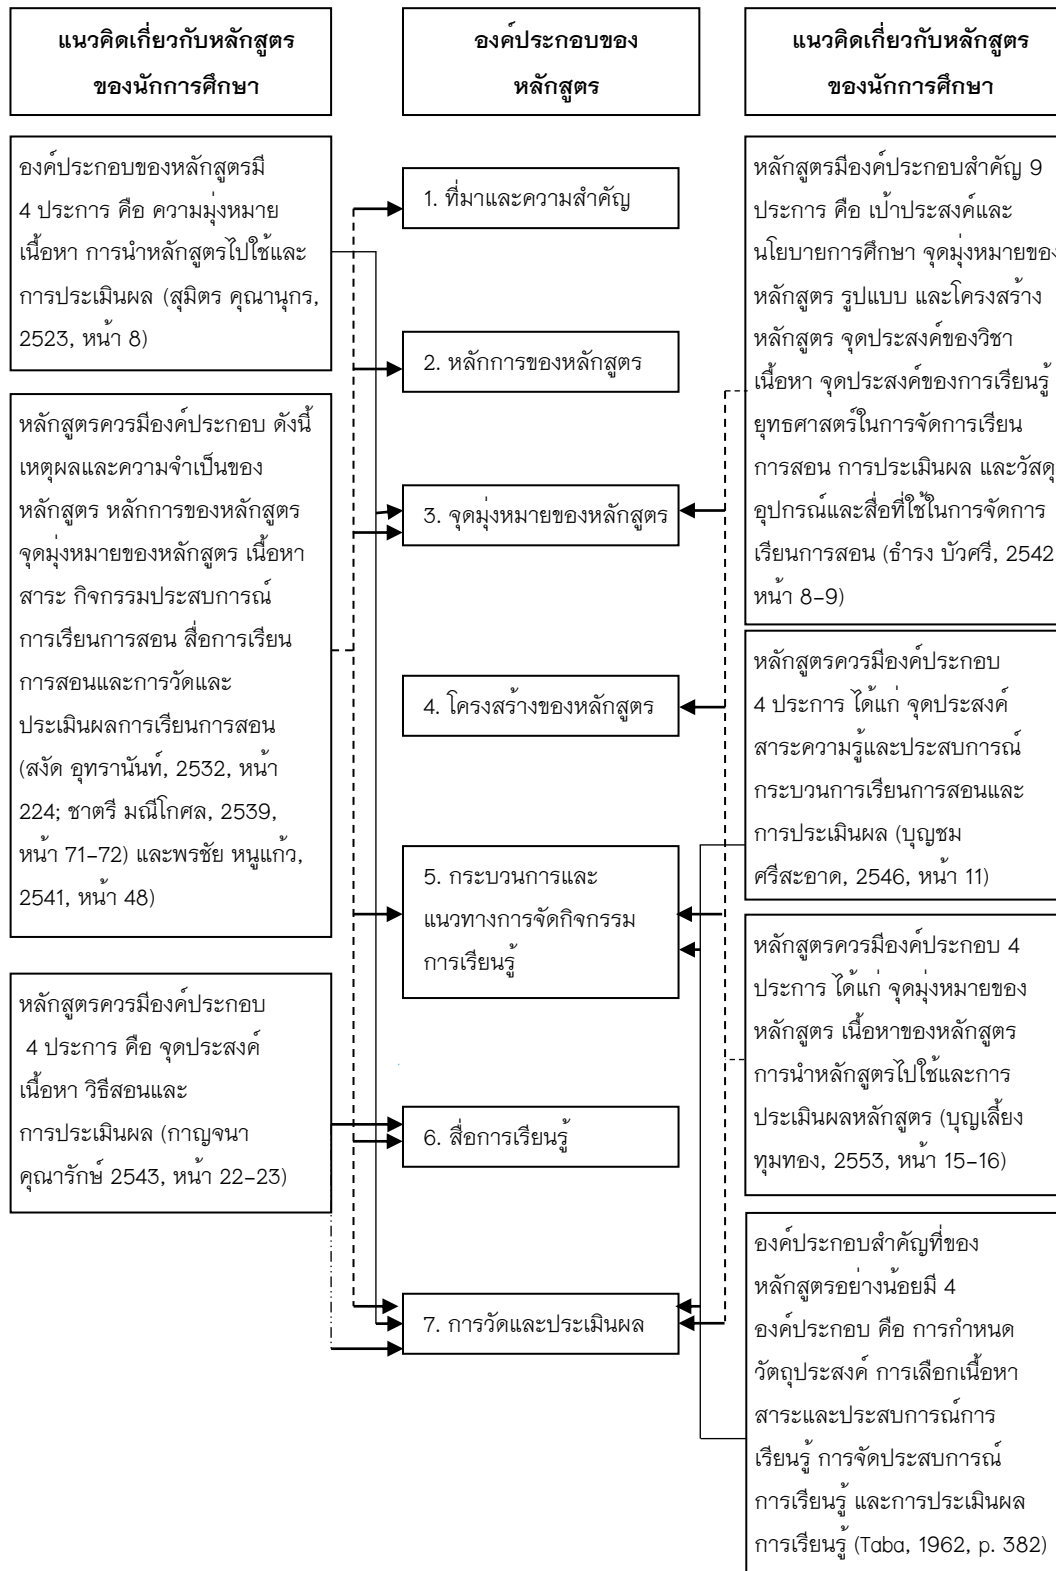 แนวคิดเกี่ยวกับหลักสูตร
ของนักการศึกษา
องค์ประกอบของหลักสูตรมี
4 ประการ คือ ความมุ่งหมาย
เนื้อหา การนำหลักสูตรไปใช้และ
การประเมินผล (สุมิตร คุณานุกร,
2523, หน้า 8)
หลักสูตรควรมีองค์ประกอบ ดังนี้
เหตุผลและความจำเป็นของ
หลักสูตร หลักการของหลักสูตร
จุดมุ่งหมายของหลักสูตร เนื้อหา
สาระ กิจกรรมประสบการณ์
การเรียนการสอน สื่อการเรียน
การสอนและการวัดและ
ประเมินผลการเรียนการสอน
(สงัด อุทรานันท์, 2532, หน้า
224; ชาตรี มณีโกศล, 2539,
หน้า 71-72) และพรชัย หนูแก้ว,
2541, หน้า 48)
หลักสูตรควรมีองค์ประกอบ
4 ประการ คือ จุดประสงค์
เนื้อหา วิธีสอนและ
การประเมินผล (กาญจนา
คุณารักษ์ 2543, หน้า 22-23)
องค์ประกอบของ
หลักสูตร
1. ที่มาและความสำคัญ
2. หลักการของหลักสูตร
3. จุดมุ่งหมายของหลักสูตร
4. โครงสร้างของหลักสูตร
5. กระบวนการและ
แนวทางการจัดกิจกรรม
การเรียนรู้
6. สื่อการเรียนรู้
7. การวัดและประเมินผล
แนวคิดเกี่ยวกับหลักสูตร
ของนักการศึกษา
หลักสูตรมีองค์ประกอบสำคัญ 9
ประการ คือ เป้าประสงค์และ
นโยบายการศึกษา จุดมุ่งหมายของ
หลักสูตร รูปแบบ และโครงสร้าง
หลักสูตร จุดประสงค์ของวิชา
เนื้อหา จุดประสงค์ของการเรียนรู้
ยุทธศาสตร์ในการจัดการเรียน
การสอน การประเมินผล และวัสดุ
อุปกรณ์และสื่อที่ใช้ในการจัดการ
เรียนการสอน (ธำรง บัวศรี, 2542
หน้า 8-9)
หลักสูตรควรมีองค์ประกอบ
4 ประการ ได้แก่ จุดประสงค์
สาระความรู้และประสบการณ์
กระบวนการเรียนการสอนและ
การประเมินผล (บุญชม
ศรีสะอาด, 2546, หน้า 11)
หลักสูตรควรมีองค์ประกอบ 4
ประการ ได้แก่ จุดมุ่งหมายของ
หลักสูตร เนื้อหาของหลักสูตร
การนำหลักสูตรไปใช้และการ
ประเมินผลหลักสูตร (บุญเลี้ยง
ทุมทอง, 2553, หน้า 15-16)
องค์ประกอบสำคัญที่ของ
หลักสูตรอย่างน้อยมี 4
องค์ประกอบ คือ การกำหนด
วัตถุประสงค์ การเลือกเนื้อหา
สาระและประสบการณ์การ
เรียนรู้ การจัดประสบการณ์
การเรียนรู้ และการประเมินผล
การเรียนรู้ (Taba, 1962, p. 382)